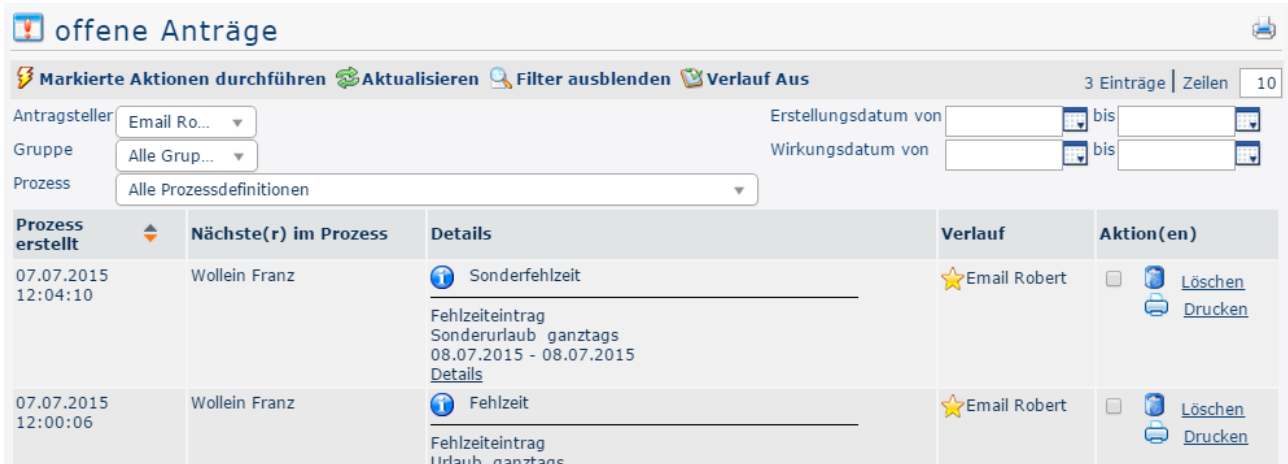 offene Anträge
Markierte Aktionen durchführen Aktualisieren Filter ausblenden Verlauf Aus 3 Einträge Zeilen 10
Antragsteller Email Ro... Erstellungsdatum von bis
Gruppe Alle Grup... Wirkungsdatum von bis
Prozess Alle Prozessdefinitionen
Prozess erstellt Nächste(r) im Prozess Details Verlauf Aktion(en)
07.07.2015 Wollein Franz Sonderfehlzeit Email Robert Löschen
12:04:10
Drucken
Fehlzeiteintrag
Sonderurlaub ganztags
08.07.2015 - 08.07.2015
Details
07.07.2015 Wollein Franz Fehlzeit Email Robert Löschen
12:00:06
Drucken
Fehlzeiteintrag
Urlaub ganztags